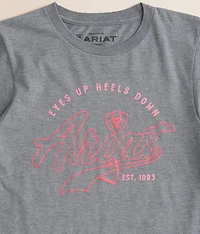 ARIAT
EYES UP HEELS DOWN
Ariat
EST. 1993